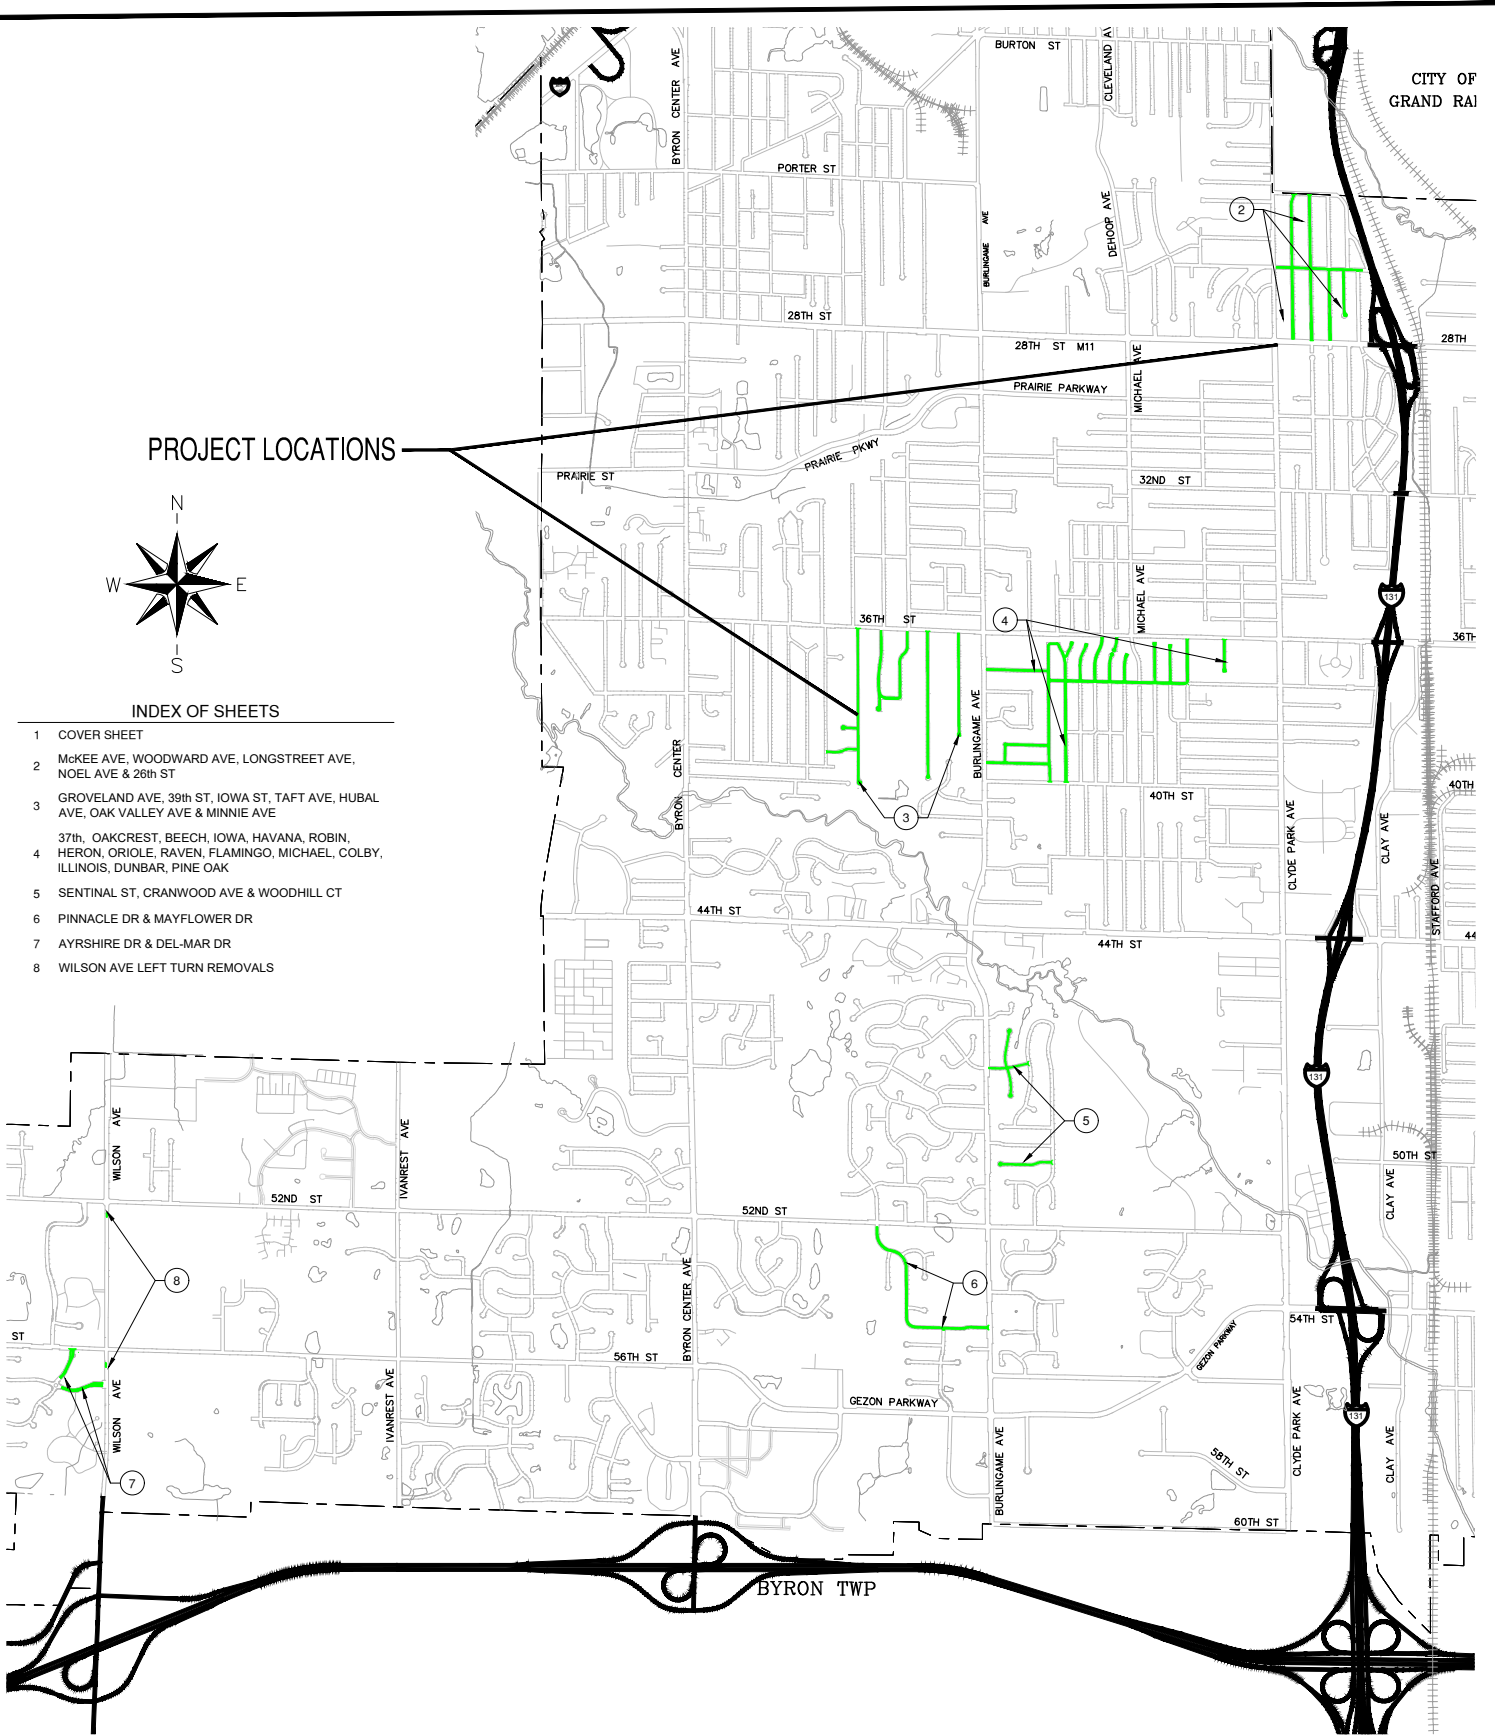 BURTON ST
CLEVELAND AV
BYRON CENTER AVE
CITY OF
GRAND RAI
PORTER ST
2
BURLINGAME AVE
DEHOOP AVE
28TH ST
28TH ST M11
28TH
MICHAEL AVE
PRAIRIE PARKWAY
PROJECT LOCATIONS
PRAIRIE PKWY
PRAIRIE ST
32ND ST
N
W
E
S
131
MICHAEL AVE
36TH ST
4
36TH
INDEX OF SHEETS
1 COVER SHEET
2 McKEE AVE, WOODWARD AVE, LONGSTREET AVE,
NOEL AVE & 26th ST
3 GROVELAND AVE, 39th ST, IOWA ST, TAFT AVE, HUBAL
AVE, OAK VALLEY AVE & MINNIE AVE
4 37th, OAKCREST, BEECH, IOWA, HAVANA, ROBIN,
HERON, ORIOLE, RAVEN, FLAMINGO, MICHAEL, COLBY,
ILLINOIS, DUNBAR, PINE OAK
5 SENTINAL ST, CRANWOOD AVE & WOODHILL CT
6 PINNACLE DR & MAYFLOWER DR
7 AYRSHIRE DR & DEL-MAR DR
8 WILSON AVE LEFT TURN REMOVALS
BURLINGAME AVE
BYRON CENTER
3
40TH ST
40TH
CLYDE PARK AVE
CLAY AVE
STAFFORD AVE
44TH ST
44TH ST
44
131
5
WILSON AVE
IVANREST AVE
50TH ST
CLAY AVE
52ND ST
52ND ST
8
6
BYRON CENTER AVE
54TH ST
GEZON PARKWAY
ST
56TH ST
WILSON AVE
IVANREST AVE
GEZON PARKWAY
131
CLYDE PARK AVE
CLAY AVE
BURLINGAME AVE
58TH ST
7
60TH ST
BYRON TWP